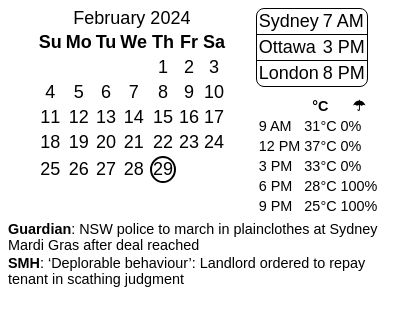 February 2024
Su Mo Tu We Th Fr Sa
1 2 3
4 5 6 7 8 9 10
11 12 13 14 15 16 17
18 19 20 21 22 23 24
25 26 27 28 29
Sydney 7 AM
Ottawa 3 PM
London 8 PM
°C ☂
9 AM 31°C 0%
12 PM 37°C 0%
3 PM 33°C 0%
6 PM 28°C 100%
9 PM 25°C 100%
Guardian: NSW police to march in plainclothes at Sydney
Mardi Gras after deal reached
SMH: ‘Deplorable behaviour’: Landlord ordered to repay
tenant in scathing judgment